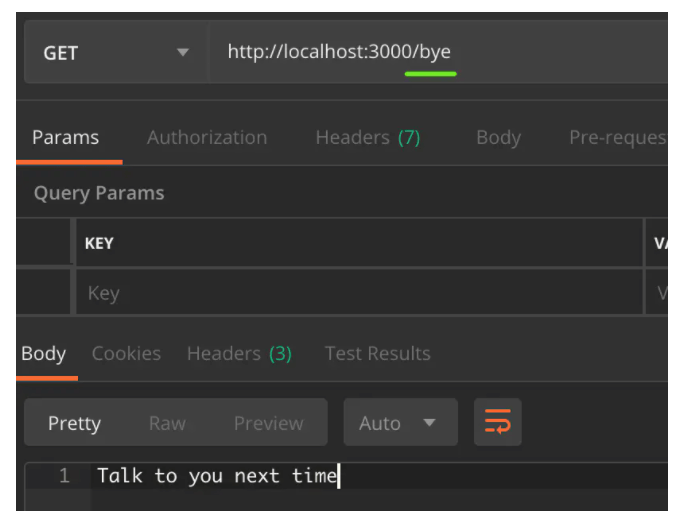 GET http://localhost:3000/bye
Params Authorization Headers (7) Body Pre-reques
Query Params
KEY V
Key V
Body Cookies Headers (3) Test Results
Pretty Raw Preview Auto
1 Talk to you next time